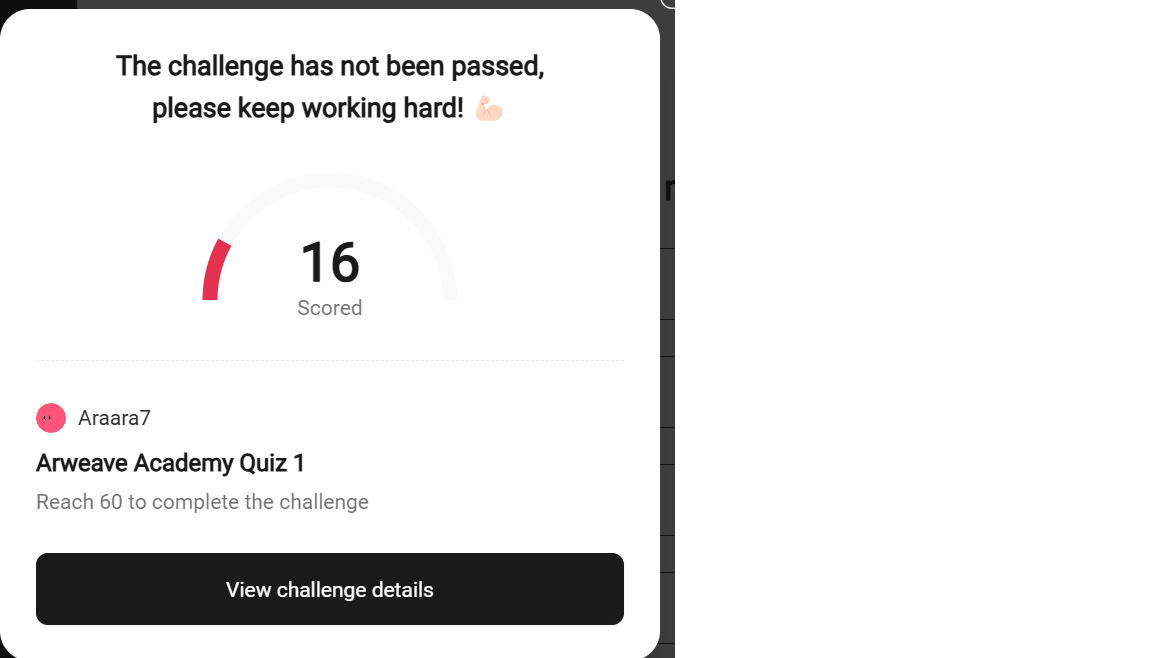 The challenge has not been passed,
please keep working hard! 💪🏻
16
Scored
Araara7
Arweave Academy Quiz 1
Reach 60 to complete the challenge
View challenge details